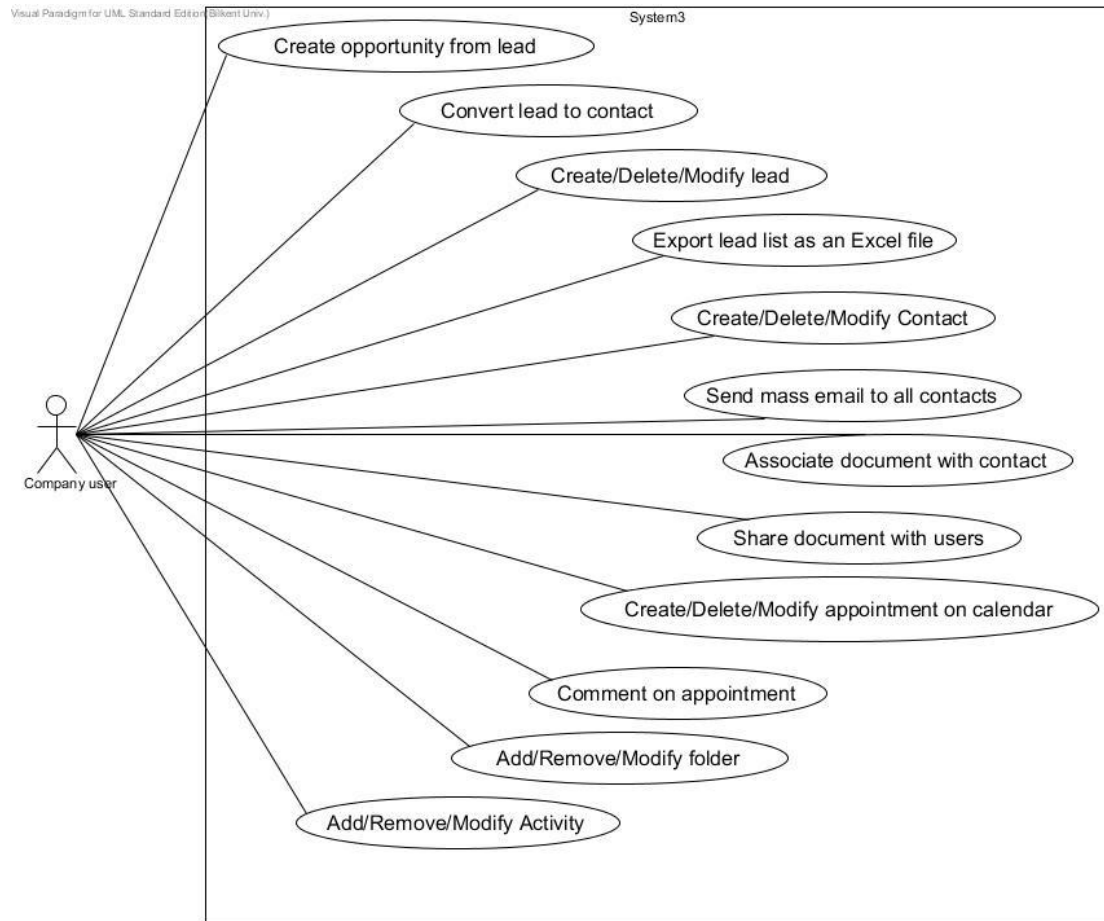 Visual Paradigm for UML Standard Edition(Bilkent Univ.)
System3
Create opportunity from lead
Convert lead to contact
Create/Delete/Modify lead
Export lead list as an Excel file
Create/Delete/Modify Contact
Send mass email to all contacts
Associate document with contact
Company user
Share document with users
Create/Delete/Modify appointment on calendar
Comment on appointment
Add/Remove/Modify folder
Add/Remove/Modify Activity